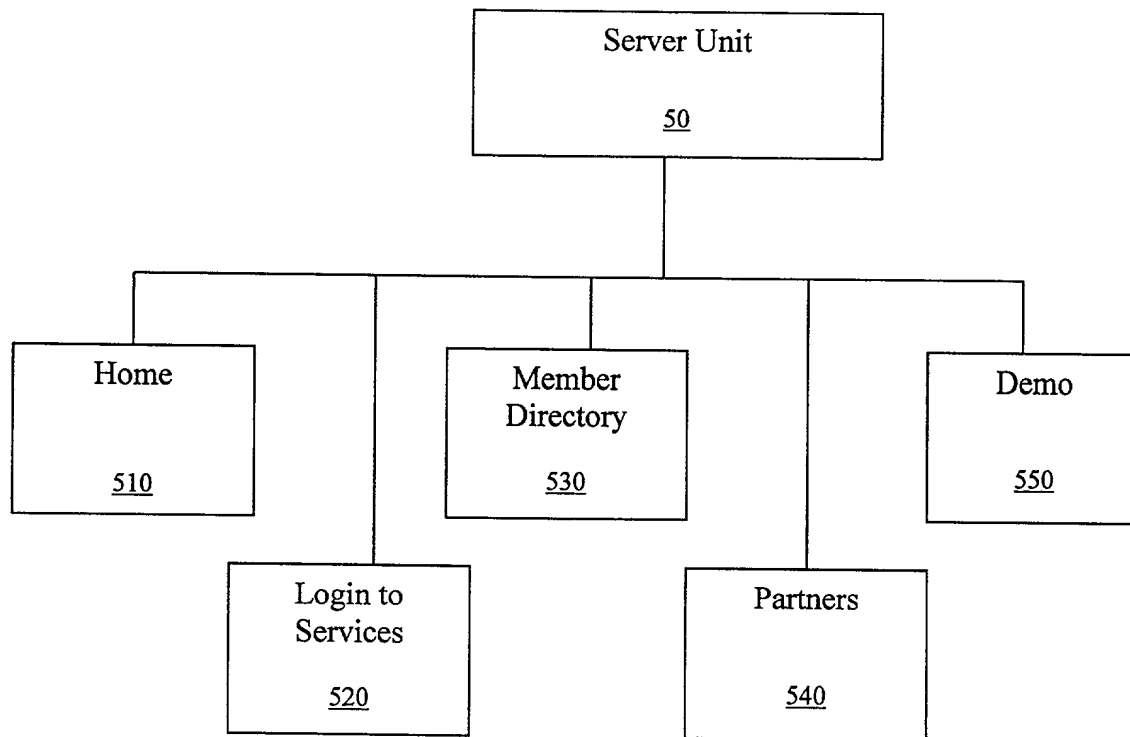 Server Unit
50
Home
510
Member
Directory
530
Demo
550
Login to
Services
520
Partners
540